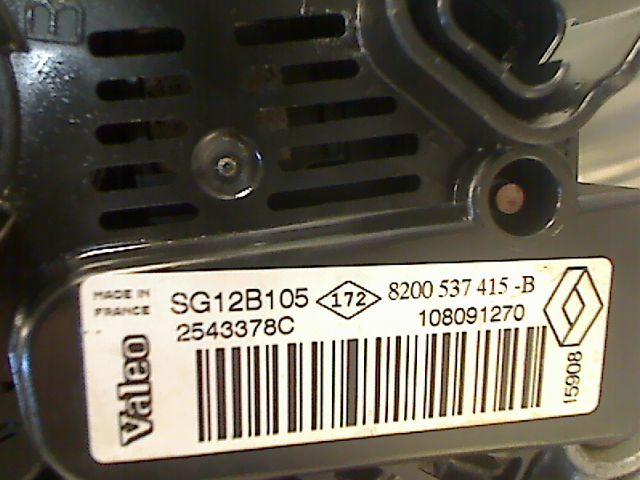 B
MADE IN
FRANCE
SG12B105
172
8200 537 415 -B
2543378C
108091270
Valeo
15908